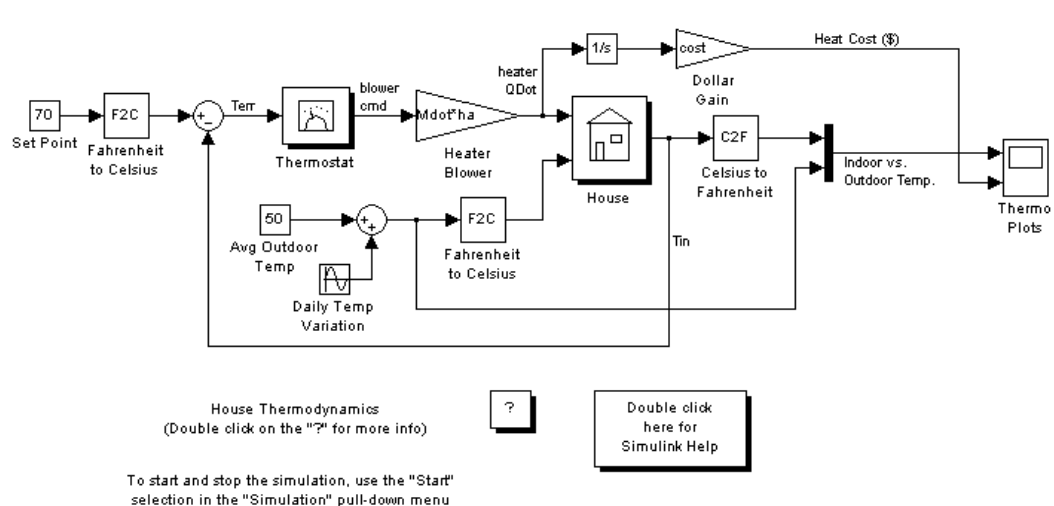 1/s
cost
Heat Cost ($)
heater
QDot
Dollar
Gain
blower
cmd
70
F2C
+
−
Terr
Mdot*ha
C2F
Set Point
Fahrenheit
to Celsius
Thermostat
Heater
Blower
House
Celsius to
Fahrenheit
Indoor vs.
Outdoor Temp.
Thermo
Plots
50
+
+
F2C
Avg Outdoor
Temp
Fahrenheit
to Celsius
Tin
Daily Temp
Variation
House Thermodynamics
(Double click on the "?" for more info)
?
Double click
here for
Simulink Help
To start and stop the simulation, use the "Start"
selection in the "Simulation" pull-down menu